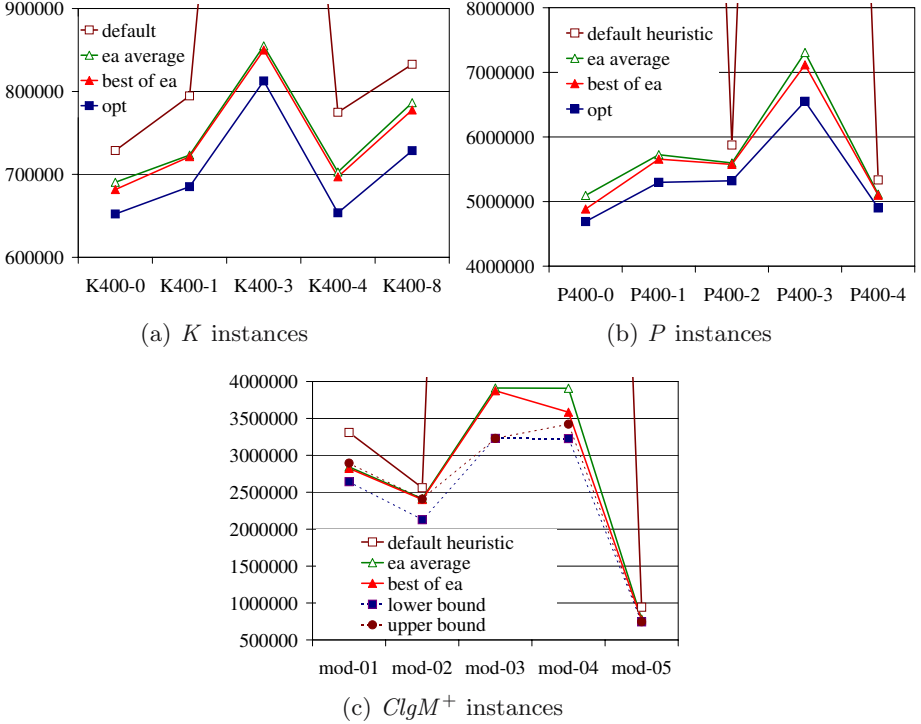 900000
800000
700000
600000
default
ea average
best of ea
opt
K400-0 K400-1 K400-3 K400-4 K400-8
(a) K instances
8000000
7000000
6000000
5000000
4000000
default heuristic
ea average
best of ea
opt
P400-0 P400-1 P400-2 P400-3 P400-4
(b) P instances
4000000
3500000
3000000
2500000
2000000
1500000
1000000
500000
default heuristic
ea average
best of ea
lower bound
upper bound
mod-01 mod-02 mod-03 mod-04 mod-05
(c) ClgM+ instances